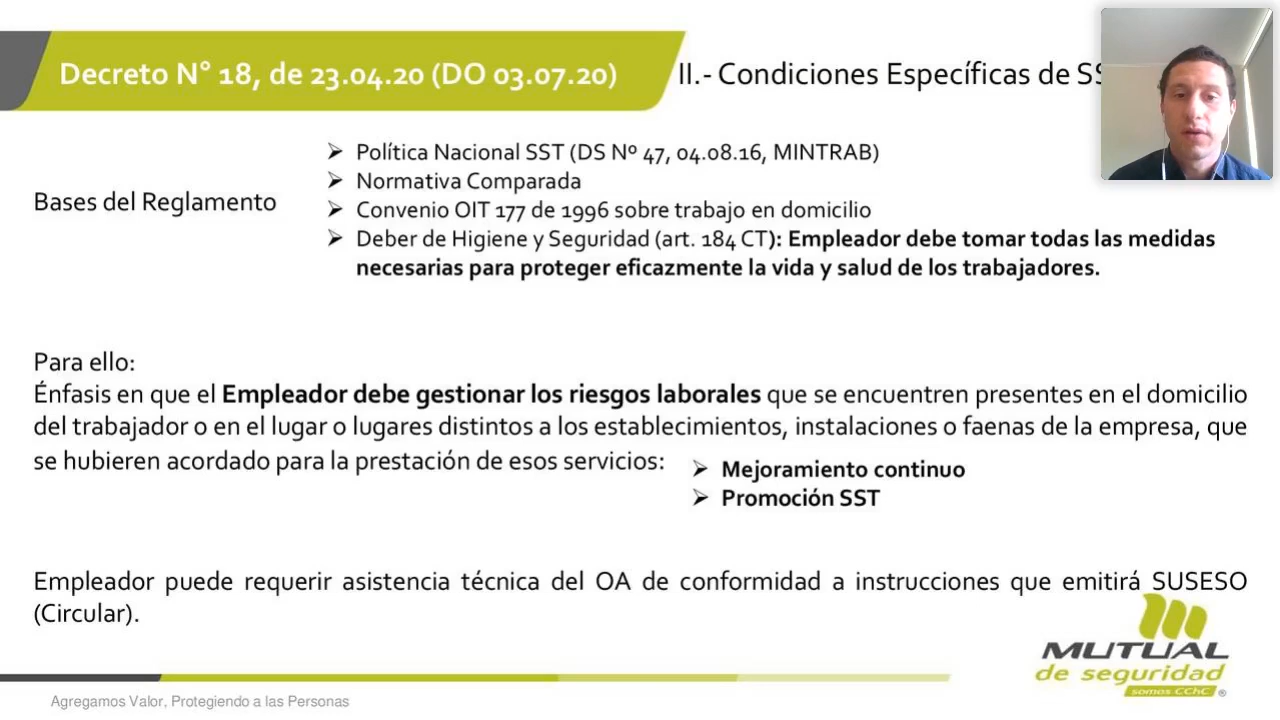 Decreto N° 18, de 23.04.20 (DO 03.07.20)
II.- Condiciones Específicas de
Bases del Reglamento
➢ Política Nacional SST (DS Nº 47, 04.08.16, MINTRAB)
➢ Normativa Comparada
➢ Convenio OIT 177 de 1996 sobre trabajo en domicilio
➢ Deber de Higiene y Seguridad (art. 184 CT): Empleador debe tomar todas las medidas
necesarias para proteger eficazmente la vida y salud de los trabajadores.
Para ello:
Énfasis en que el Empleador debe gestionar los riesgos laborales que se encuentren presentes en el domicilio
del trabajador o en el lugar o lugares distintos a los establecimientos, instalaciones o faenas de la empresa, que
se hubieren acordado para la prestación de esos servicios:
➢ Mejoramiento continuo
➢ Promoción SST
Empleador puede requerir asistencia técnica del OA de conformidad a instrucciones que emitirá SUSESO
(Circular).
MUTUAL
de seguridad
somos CChC ®
Agregamos Valor, Protegiendo a las Personas